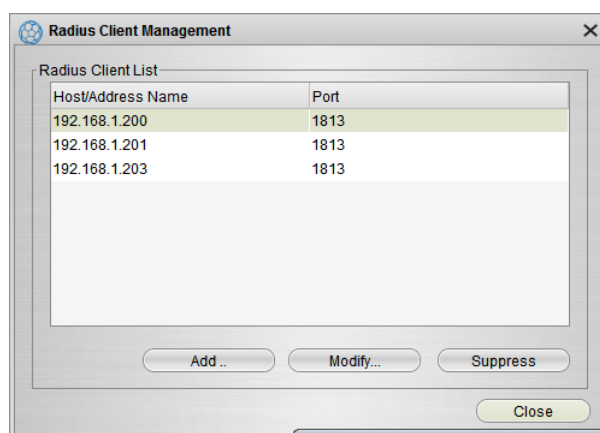 Radius Client Management
Radius Client List
Host/Address Name Port
192.168.1.200 1813
192.168.1.201 1813
192.168.1.203 1813
Add .. Modify... Suppress
Close